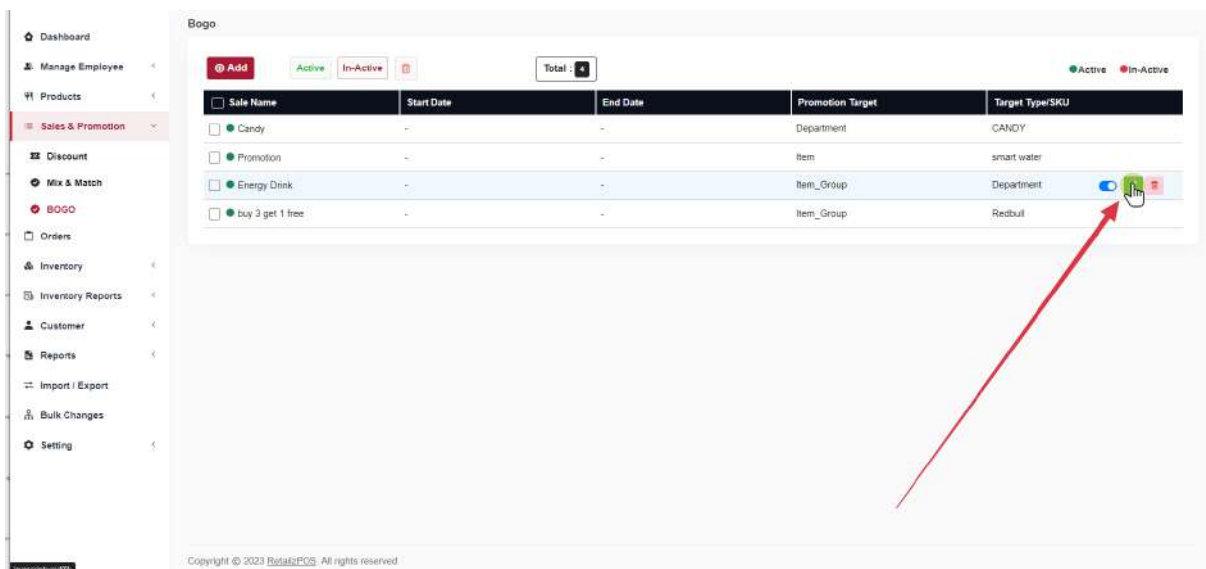 Bogo
Dashboard
Manage Employee
Products
Sales & Promotion
Discount
Mix & Match
BOGO
Orders
Inventory
Inventory Reports
Customer
Reports
Import / Export
Bulk Changes
Setting
Add Active In-Active Total : 4 Active In-Active
Sale Name Start Date End Date Promotion Target Target Type/SKU
Candy - - Department CANDY
Promotion - - Item smart water
Energy Drink - - Item_Group Department
buy 3 get 1 free - - Item_Group Redbull
Copyright © 2023 RetailzPOS. All rights reserved